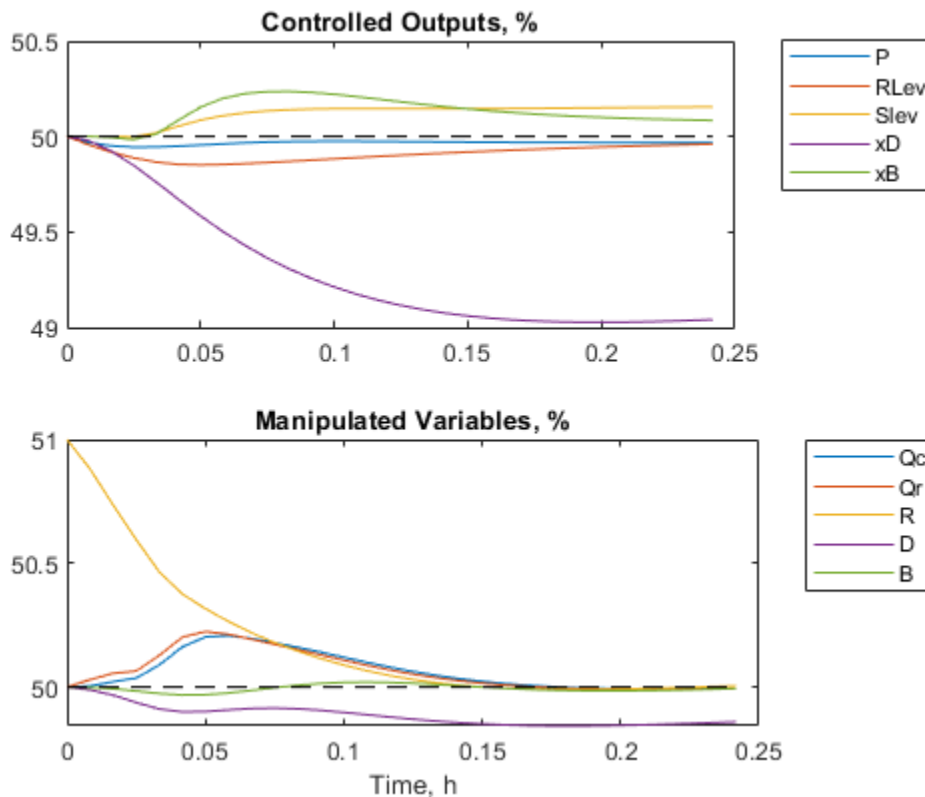 Controlled Outputs, %
50.5
50
49.5
49
0
0.05
0.1
0.15
0.2
0.25
P
RLev
Slev
xD
xB
Manipulated Variables, %
51
50.5
50
0
0.05
0.1
0.15
0.2
0.25
Time, h
Qc
Qr
R
D
B